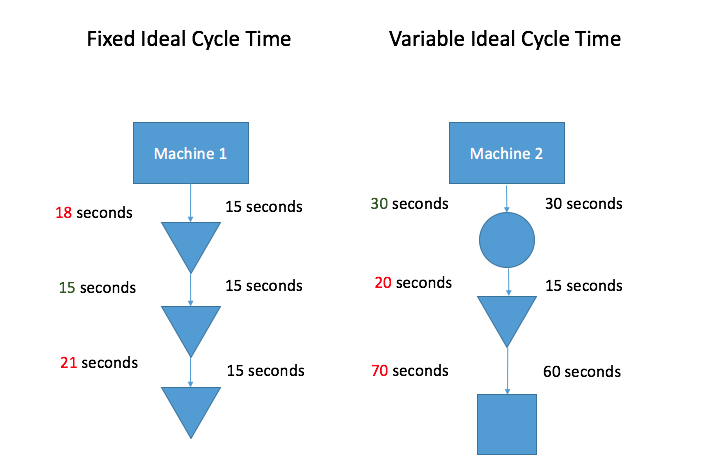 Fixed Ideal Cycle Time
Variable Ideal Cycle Time
Machine 1
18 seconds
15 seconds
15 seconds
15 seconds
21 seconds
15 seconds
Machine 2
30 seconds
30 seconds
20 seconds
15 seconds
70 seconds
60 seconds